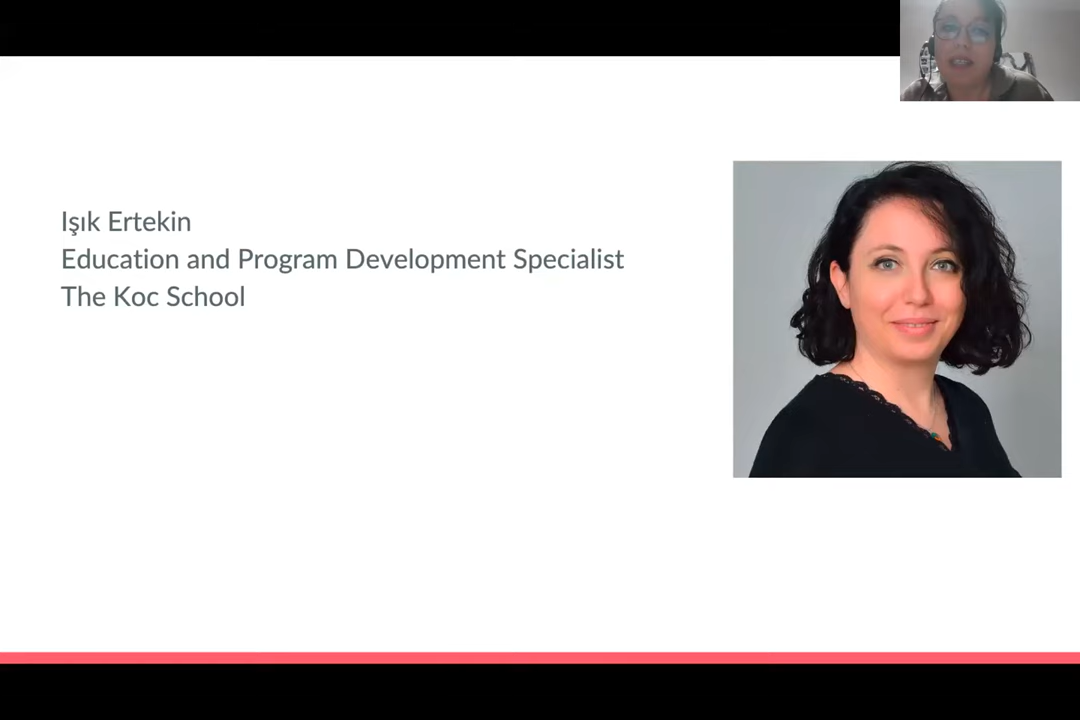 Işık Ertekin
Education and Program Development Specialist
The Koc School